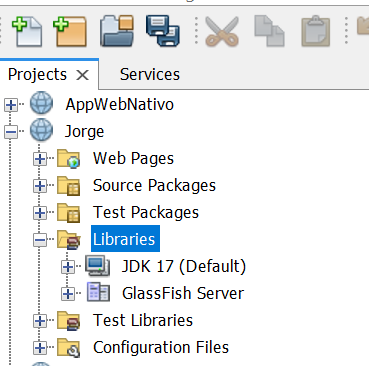 Projects Services
AppWebNativo
Jorge
Web Pages
Source Packages
Test Packages
Libraries
JDK 17 (Default)
GlassFish Server
Test Libraries
Configuration Files